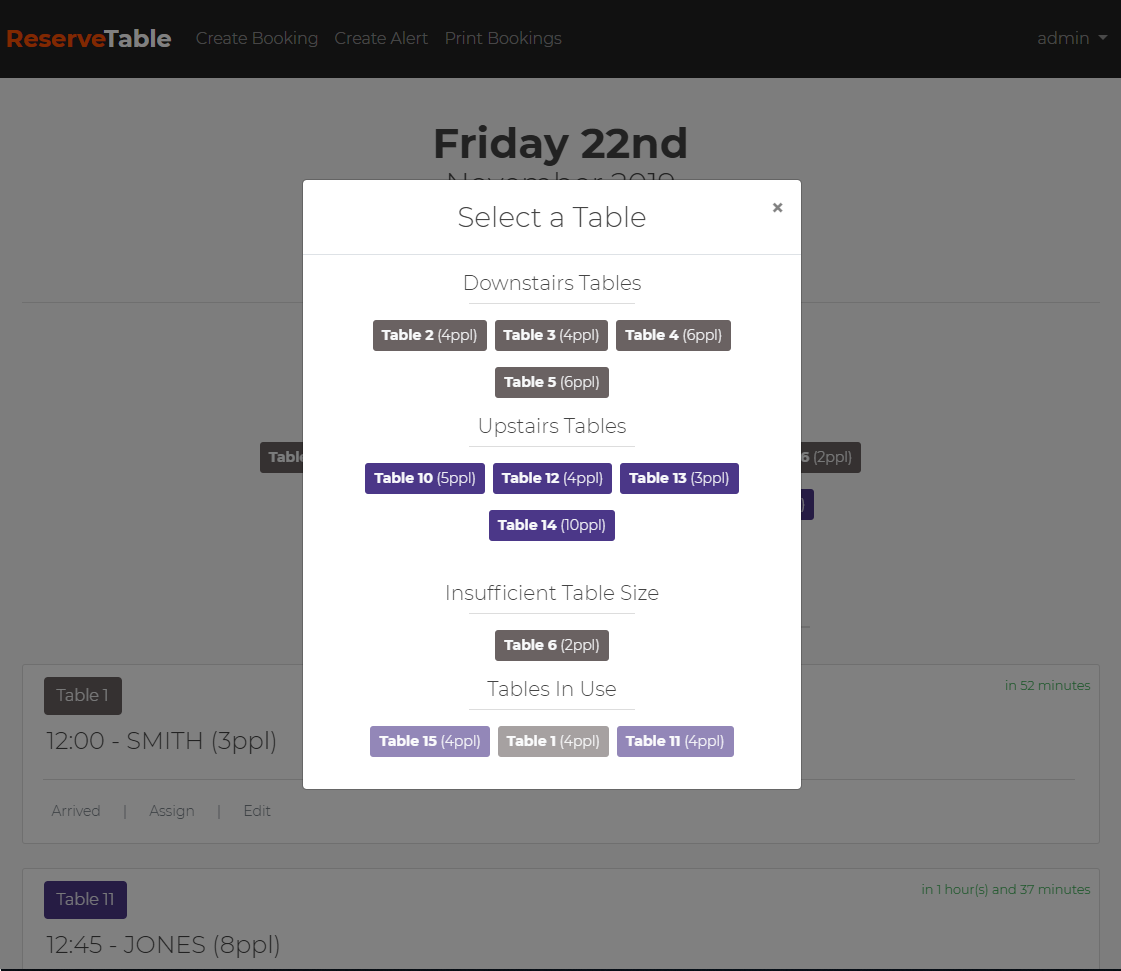 ReserveTable Create Booking Create Alert Print Bookings admin
Friday 22nd
November 2019
Select a Table ×
Downstairs Tables
Table 2 (4ppl) Table 3 (4ppl) Table 4 (6ppl)
Table 5 (6ppl)
Upstairs Tables
Table 6 (2ppl)
Table 10 (5ppl) Table 12 (4ppl) Table 13 (3ppl)
Table 14 (10ppl)
Insufficient Table Size
Table 6 (2ppl)
Tables In Use
Table 15 (4ppl) Table 1 (4ppl) Table 11 (4ppl)
Table 1 in 52 minutes
12:00 - SMITH (3ppl)
Arrived | Assign | Edit
Table 11 in 1 hour(s) and 37 minutes
12:45 - JONES (8ppl)